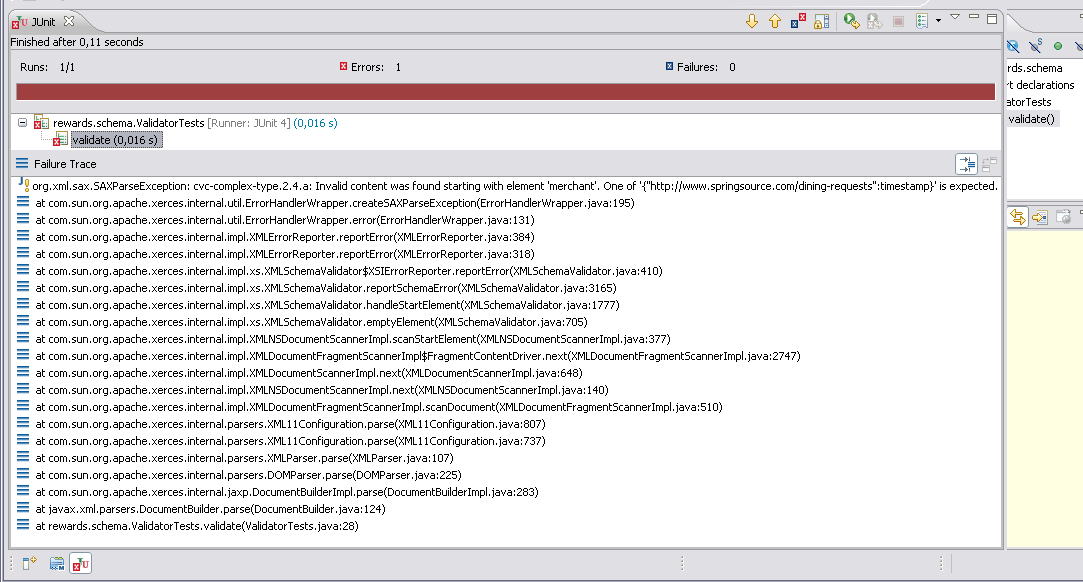 JUnit
Finished after 0,11 seconds
Runs: 1/1 Errors: 1 Failures: 0
rewards.schema.ValidatorTests [Runner: JUnit 4] (0,016 s)
validate (0,016 s)
Failure Trace
org.xml.sax.SAXParseException: cvc-complex-type.2.4.a: Invalid content was found starting with element 'merchant'. One of '{"http://www.springsource.com/dining-requests":timestamp}' is expected.
at com.sun.org.apache.xerces.internal.util.ErrorHandlerWrapper.createSAXParseException(ErrorHandlerWrapper.java:195)
at com.sun.org.apache.xerces.internal.util.ErrorHandlerWrapper.error(ErrorHandlerWrapper.java:131)
at com.sun.org.apache.xerces.internal.impl.XMLErrorReporter.reportError(XMLErrorReporter.java:384)
at com.sun.org.apache.xerces.internal.impl.XMLErrorReporter.reportError(XMLErrorReporter.java:318)
at com.sun.org.apache.xerces.internal.impl.xs.XMLSchemaValidator$XSIErrorReporter.reportError(XMLSchemaValidator.java:410)
at com.sun.org.apache.xerces.internal.impl.xs.XMLSchemaValidator.reportSchemaError(XMLSchemaValidator.java:3165)
at com.sun.org.apache.xerces.internal.impl.xs.XMLSchemaValidator.handleStartElement(XMLSchemaValidator.java:1777)
at com.sun.org.apache.xerces.internal.impl.xs.XMLSchemaValidator.emptyElement(XMLSchemaValidator.java:705)
at com.sun.org.apache.xerces.internal.impl.XMLNSDocumentScannerImpl.scanStartElement(XMLNSDocumentScannerImpl.java:377)
at com.sun.org.apache.xerces.internal.impl.XMLDocumentFragmentScannerImpl$FragmentContentDriver.next(XMLDocumentFragmentScannerImpl.java:2747)
at com.sun.org.apache.xerces.internal.impl.XMLDocumentScannerImpl.next(XMLDocumentScannerImpl.java:648)
at com.sun.org.apache.xerces.internal.impl.XMLNSDocumentScannerImpl.next(XMLNSDocumentScannerImpl.java:140)
at com.sun.org.apache.xerces.internal.impl.XMLDocumentFragmentScannerImpl.scanDocument(XMLDocumentFragmentScannerImpl.java:510)
at com.sun.org.apache.xerces.internal.parsers.XML11Configuration.parse(XML11Configuration.java:807)
at com.sun.org.apache.xerces.internal.parsers.XML11Configuration.parse(XML11Configuration.java:737)
at com.sun.org.apache.xerces.internal.parsers.XMLParser.parse(XMLParser.java:107)
at com.sun.org.apache.xerces.internal.parsers.DOMParser.parse(DOMParser.java:225)
at com.sun.org.apache.xerces.internal.jaxp.DocumentBuilderImpl.parse(DocumentBuilderImpl.java:283)
at javax.xml.parsers.DocumentBuilder.parse(DocumentBuilder.java:124)
at rewards.schema.ValidatorTests.validate(ValidatorTests.java:28)
rds.schema
rt declarations
atorTests
validate()